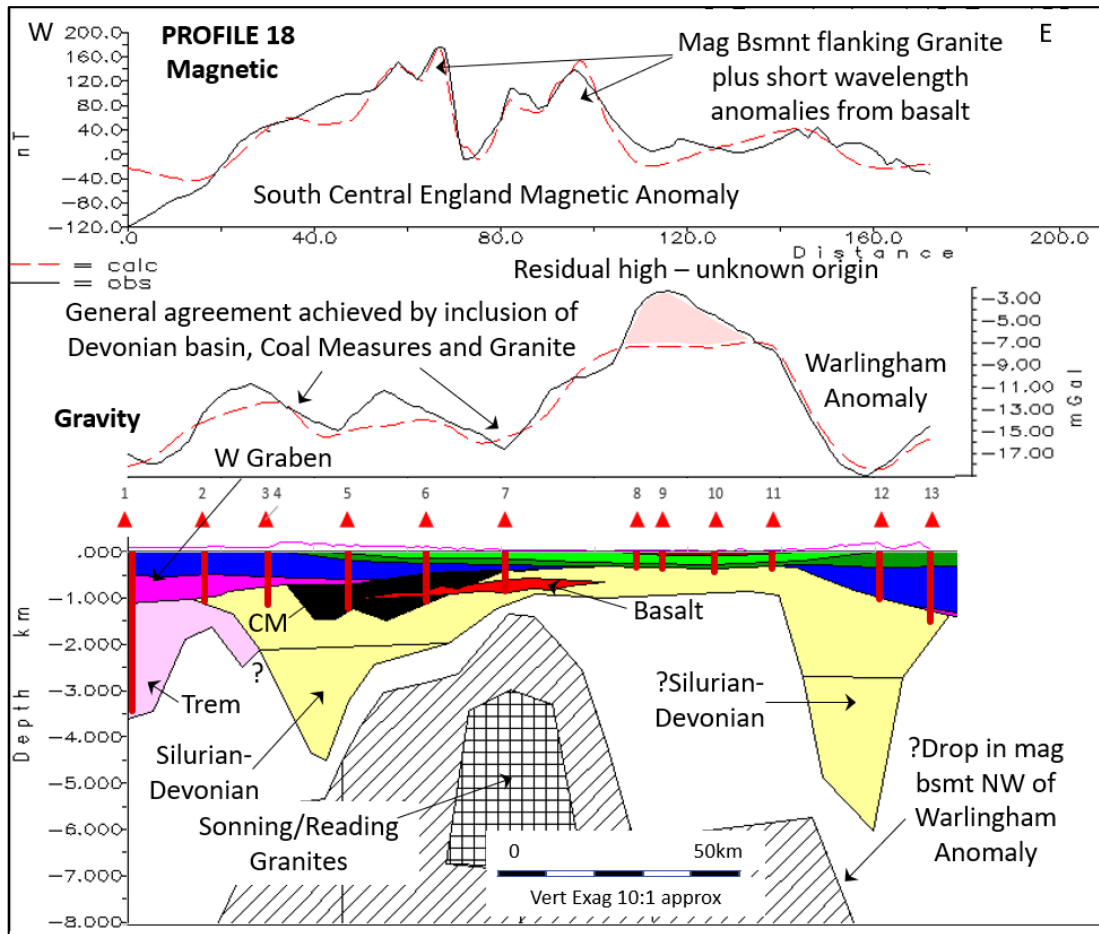 W
PROFILE 18
Magnetic
E
Mag Bsmnt flanking Granite
plus short wavelength
anomalies from basalt
200.0
160.0
120.0
80.0
40.0
.0
−40.0
−80.0
−120.0
nT
South Central England Magnetic Anomaly
.0
40.0
80.0
120.0
160.0
200.0
Distance
= calc
= obs
Residual high – unknown origin
General agreement achieved by inclusion of
Devonian basin, Coal Measures and Granite
Warlingham
Anomaly
Gravity
W Graben
−3.00
−5.00
−7.00
−9.00
−11.00
−13.00
−15.00
−17.00
mGal
1 2 3 4 5 6 7 8 9 10 11 12 13
.000
−1.000
−2.000
−3.000
−4.000
−5.000
−6.000
−7.000
−8.000
Depth km
CM
Basalt
?
Trem
Silurian-
Devonian
?Silurian-
Devonian
Sonning/Reading
Granites
?Drop in mag
bsmt NW of
Warlingham
Anomaly
0 50km
Vert Exag 10:1 approx